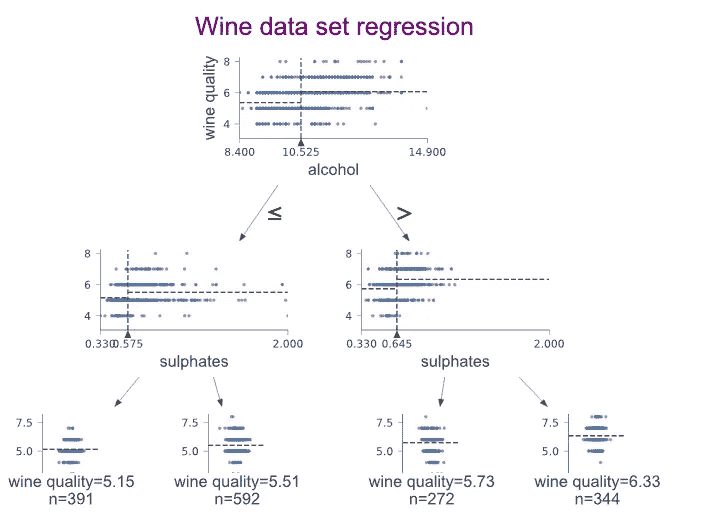 Wine data set regression
wine quality
8
6
4
8.400 10.525 14.900
alcohol
≤ >
8
6
4
0.330 0.575 2.000
sulphates
8
6
4
0.330 0.645 2.000
sulphates
7.5
5.0
wine quality=5.15
n=391
7.5
5.0
wine quality=5.51
n=592
7.5
5.0
wine quality=5.73
n=272
7.5
5.0
wine quality=6.33
n=344